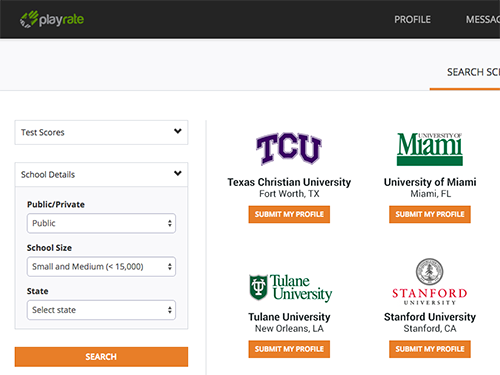 playrate
PROFILE
MESSA
SEARCH SC
Test Scores
School Details
Public/Private
Public
School Size
Small and Medium (< 15,000)
State
Select state
SEARCH
TCU
Texas Christian University
Fort Worth, TX
SUBMIT MY PROFILE
UNIVERSITY OF
Miami
University of Miami
Miami, FL
SUBMIT MY PROFILE
Tulane
University
Tulane University
New Orleans, LA
SUBMIT MY PROFILE
STANFORD
UNIVERSITY
Stanford University
Stanford, CA
SUBMIT MY PROFILE